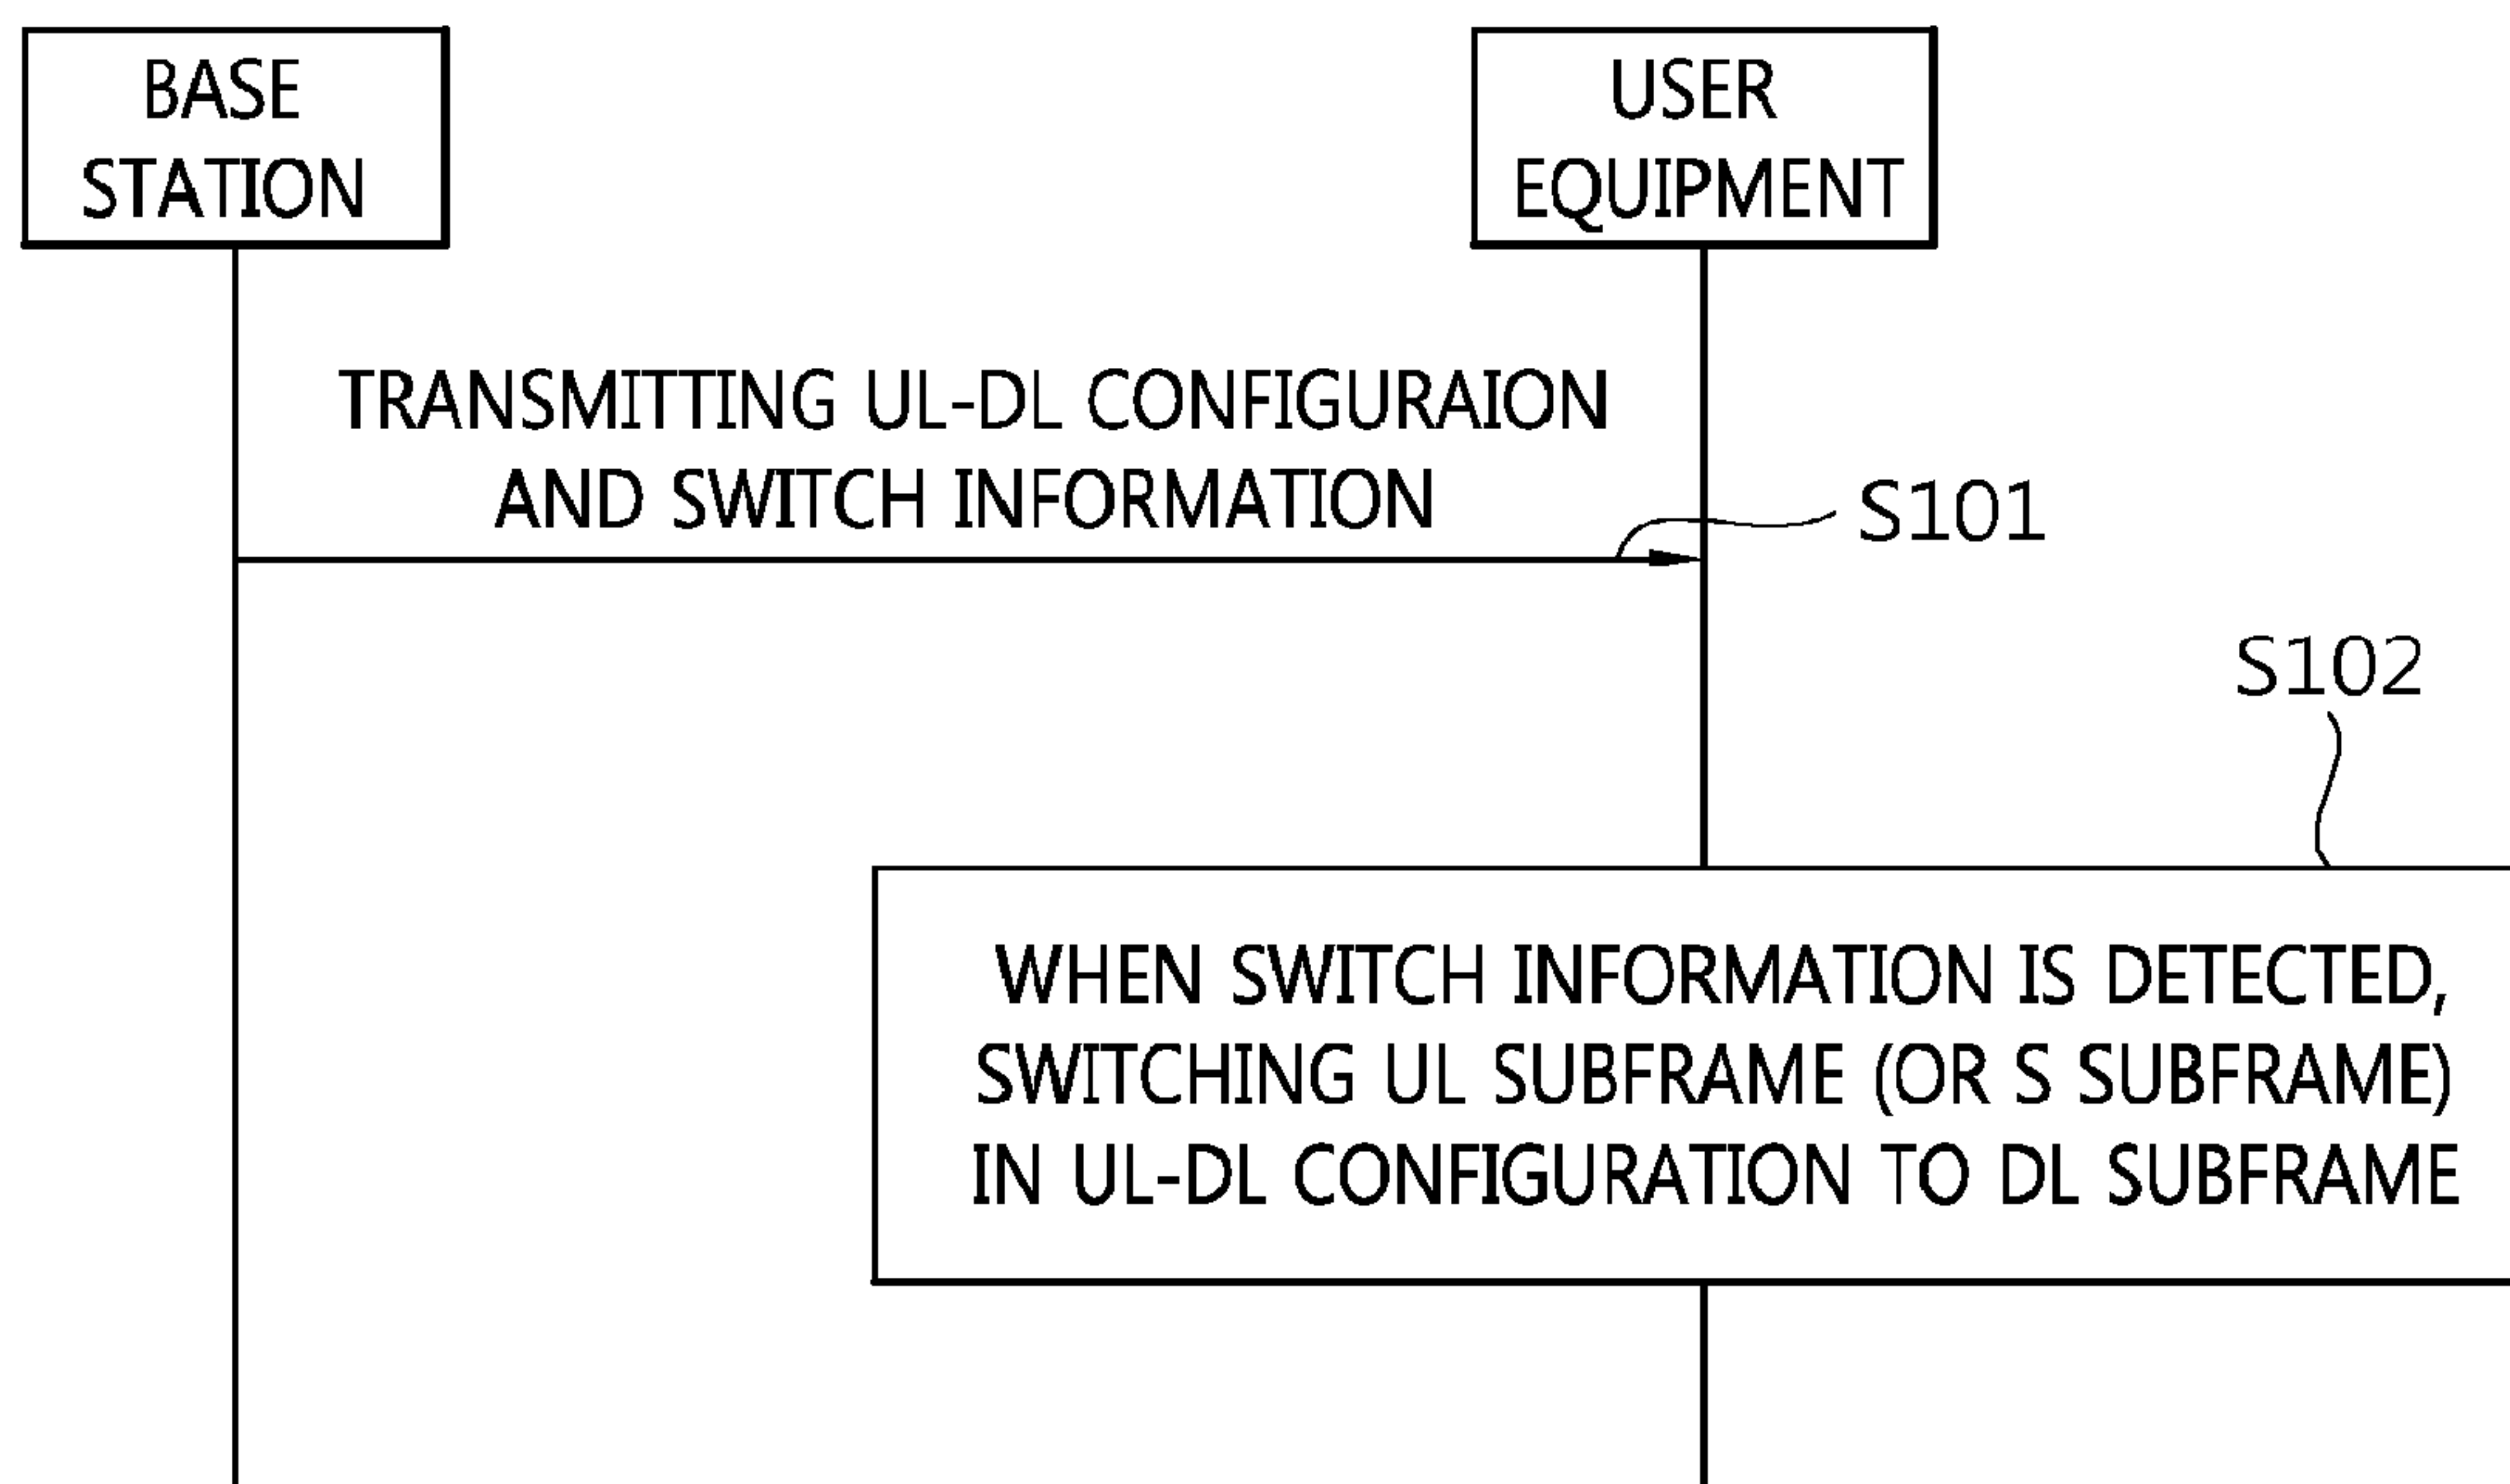 BASE
STATION
USER
EQUIPMENT
TRANSMITTING UL-DL CONFIGURAION
AND SWITCH INFORMATION
S101
S102
WHEN SWITCH INFORMATION IS DETECTED,
SWITCHING UL SUBFRAME (OR S SUBFRAME)
IN UL-DL CONFIGURATION TO DL SUBFRAME